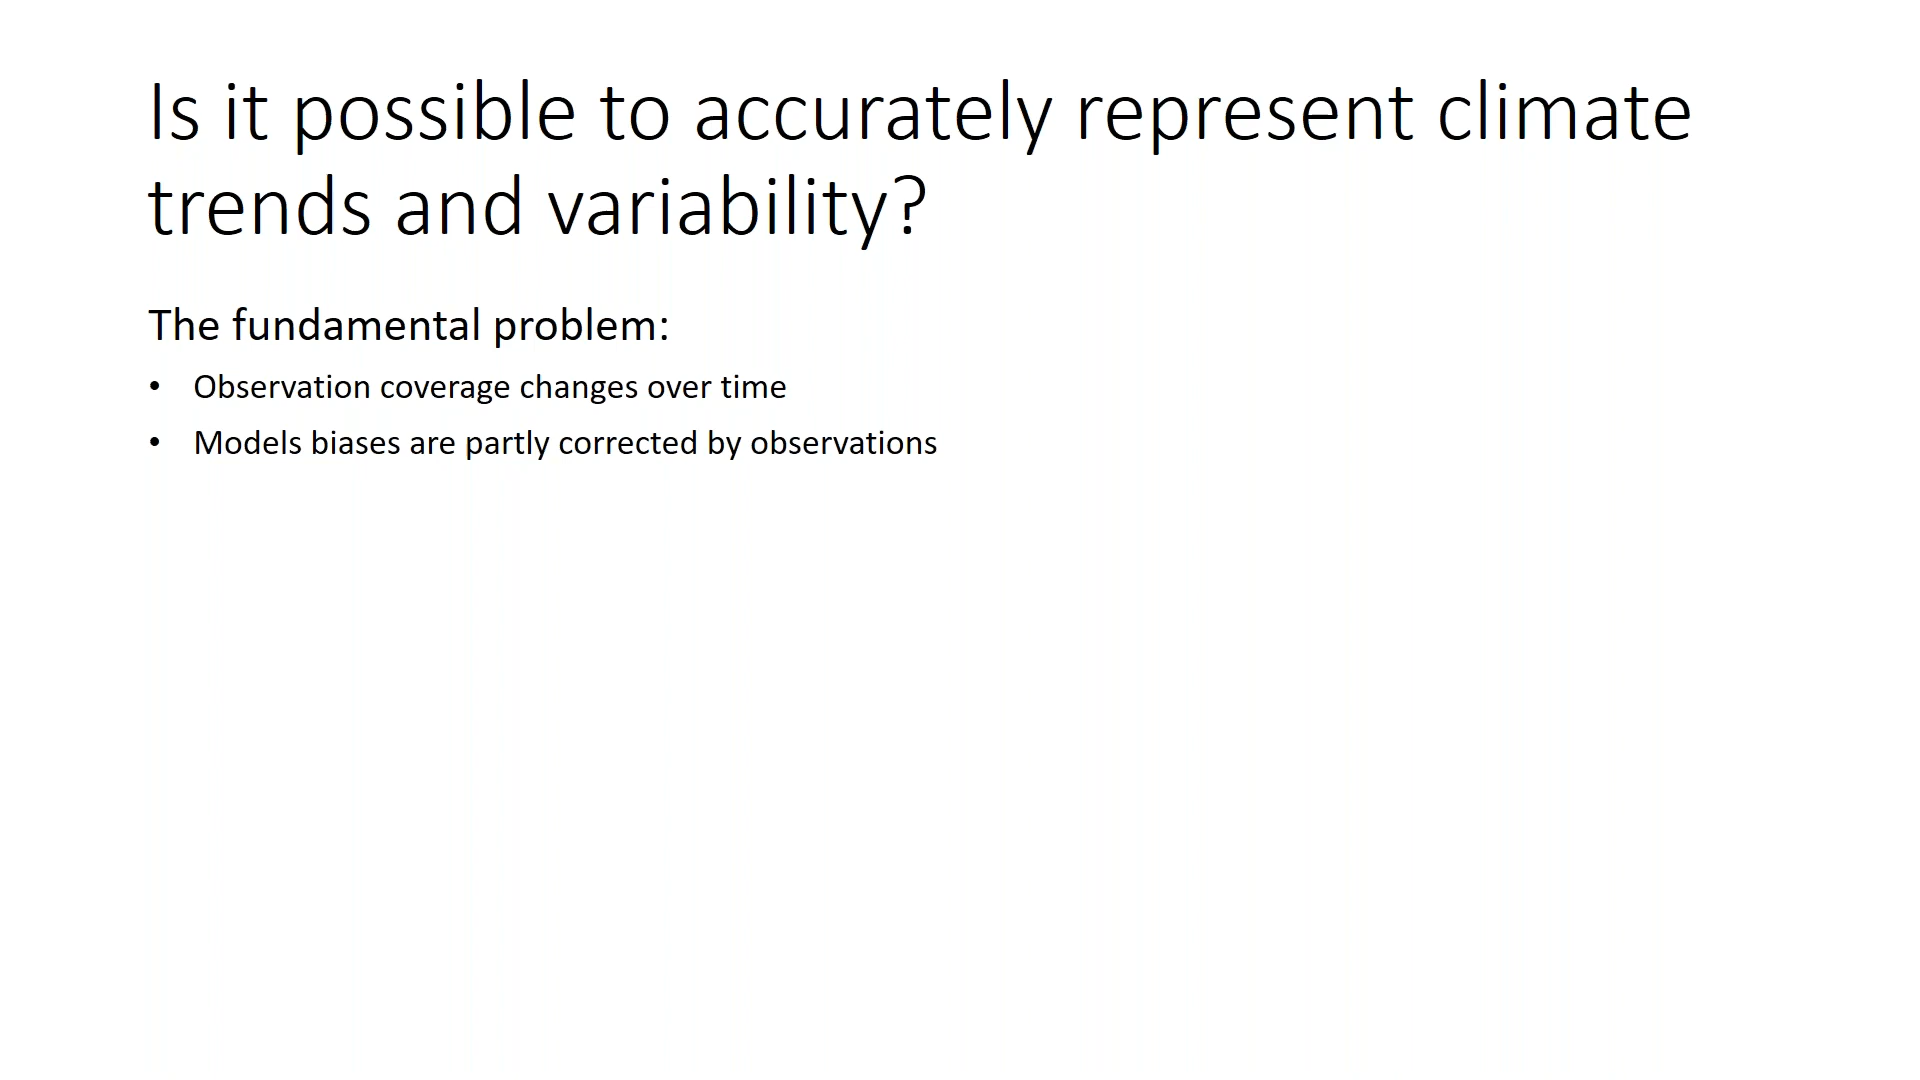 Is it possible to accurately represent climate
trends and variability?
The fundamental problem:
• Observation coverage changes over time
• Models biases are partly corrected by observations